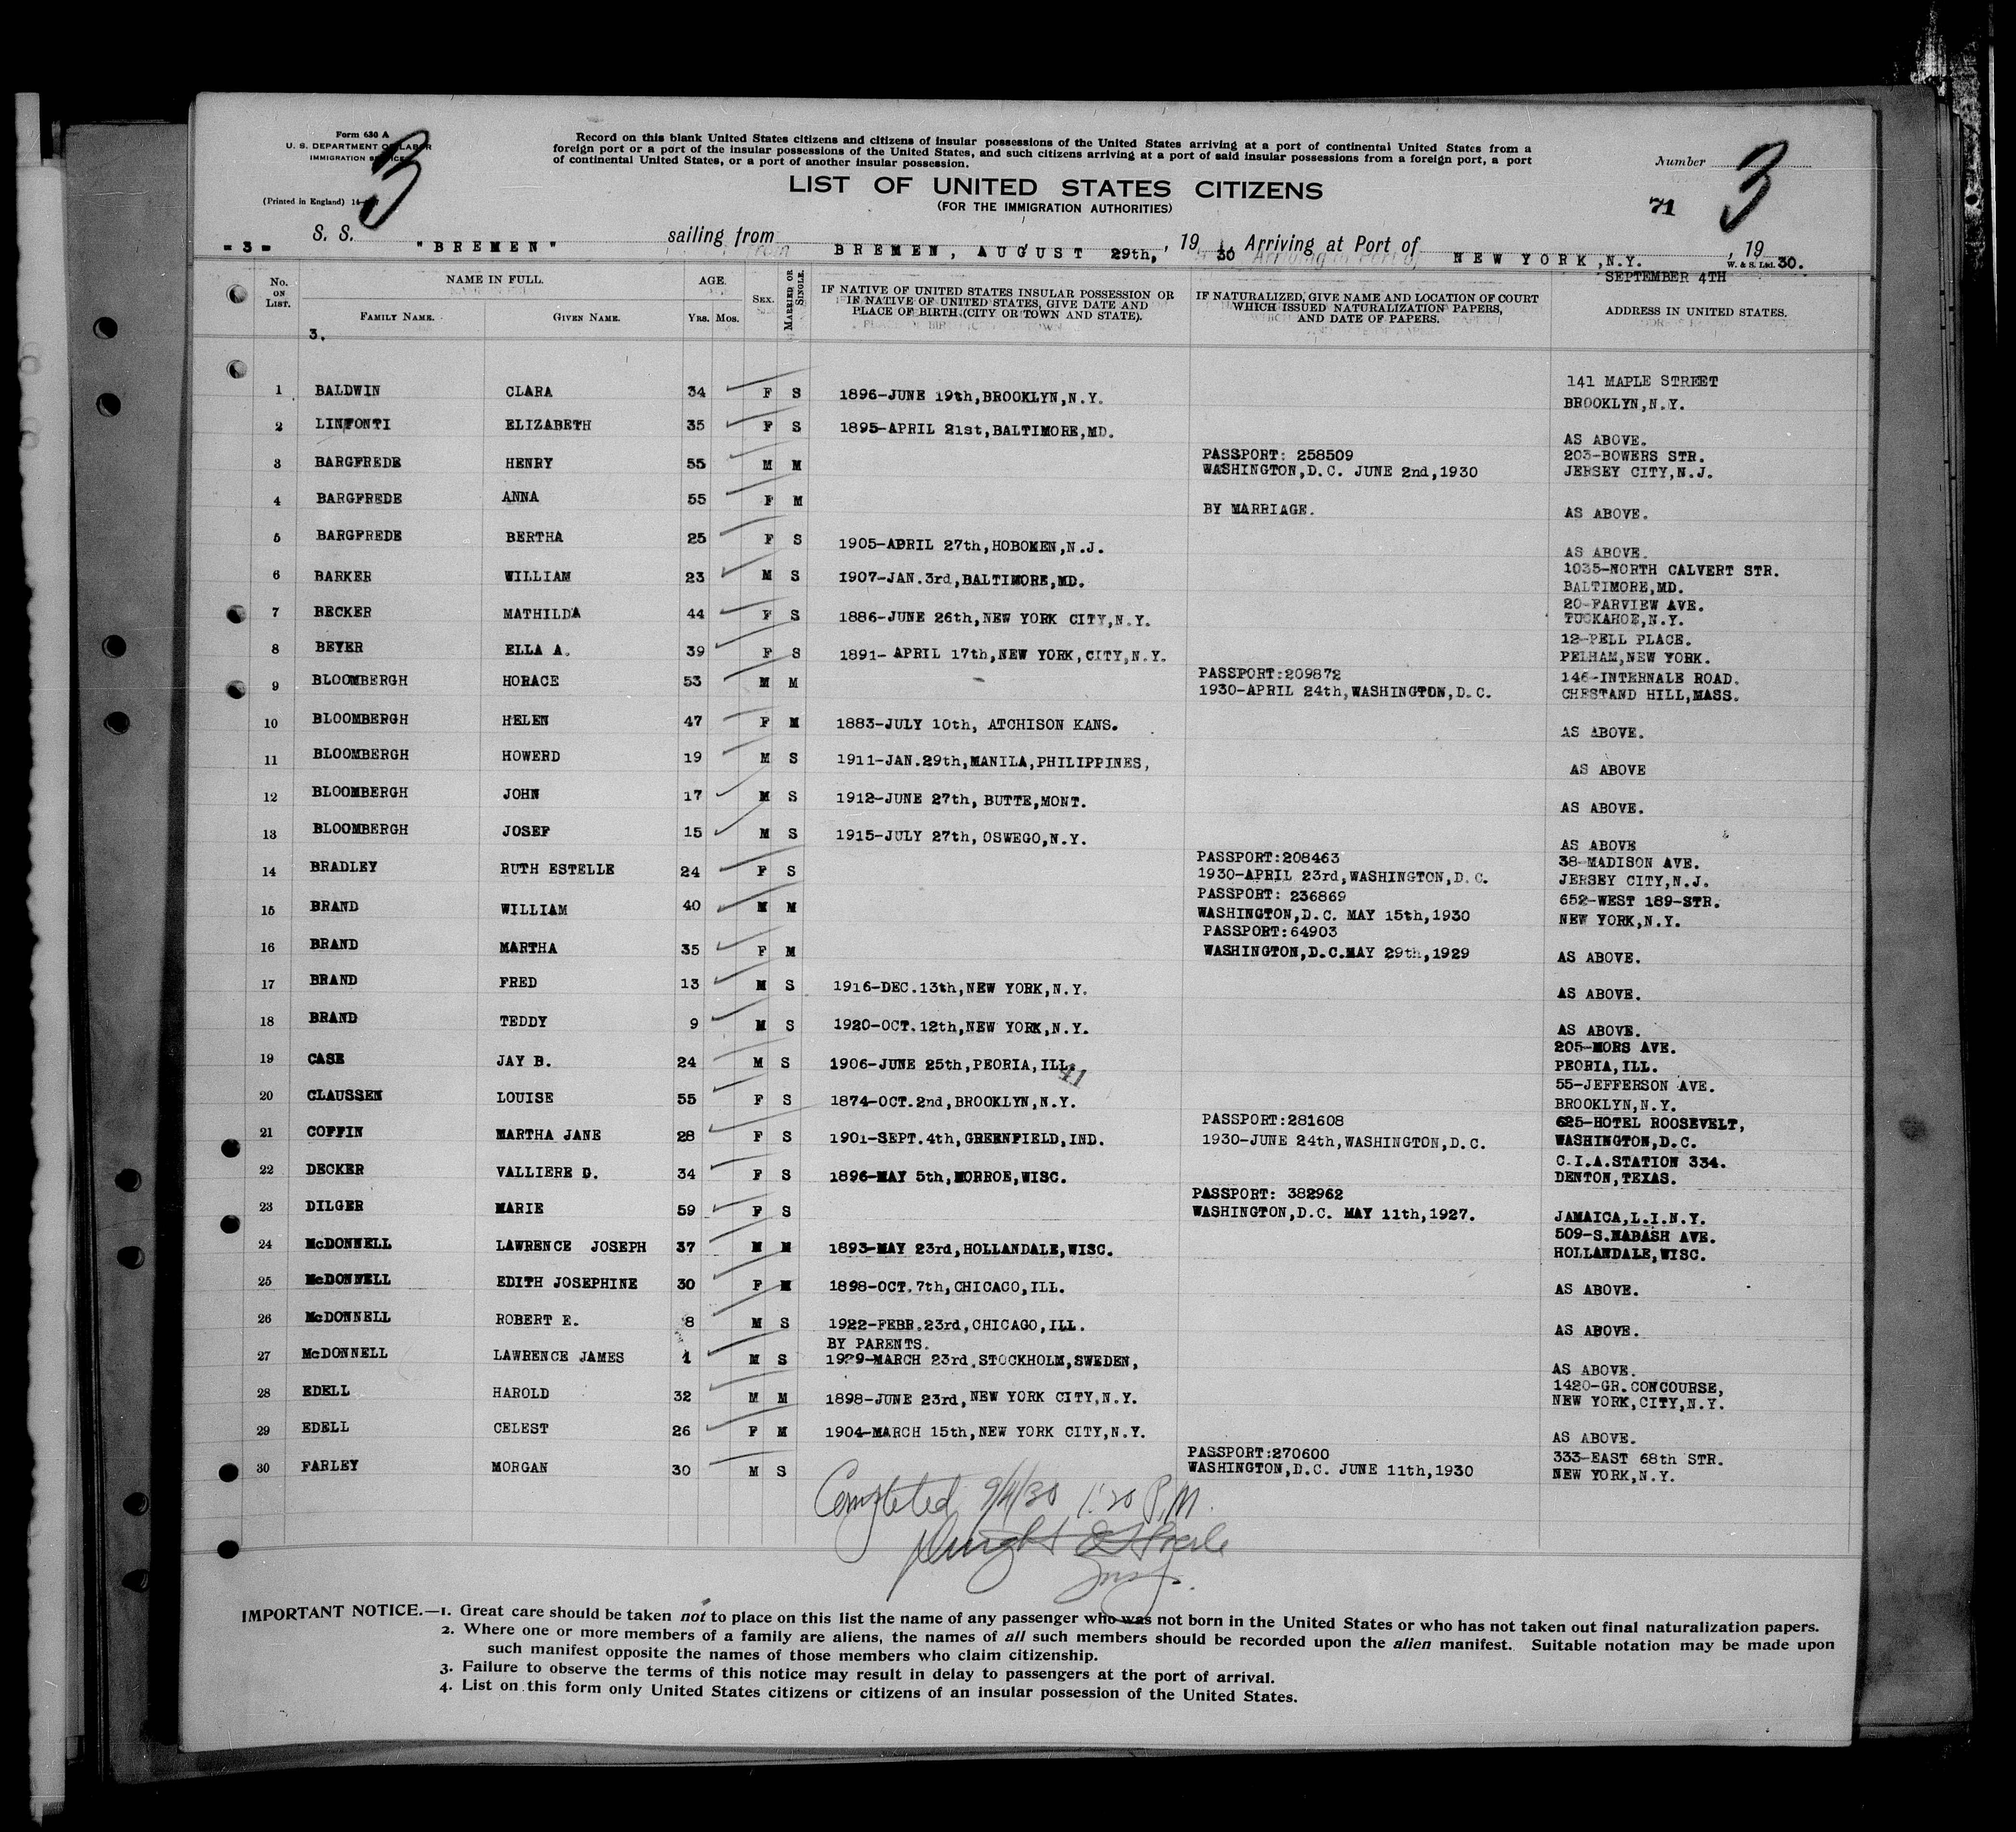 Form 630 A
U. S. DEPARTMENT OF LABOR
IMMIGRATION SERVICE
(Printed in England)
3
Record on this blank United States citizens and citizens of insular possessions of the United States arriving at a port of continental United States from a
foreign port or a port of the insular possessions of the United States, and such citizens arriving at a port of said insular possessions from a foreign port, a port
of continental United States, or a port of another insular possession.
Number 3
LIST OF UNITED STATES CITIZENS
(FOR THE IMMIGRATION AUTHORITIES)
71
- 3 - S. S. "BREMEN" sailing from BREMEN, AUGUST 29th, , 19 30 Arriving at Port of NEW YORK, N.Y. , 19 30.
W. & S. Ltd.
SEPTEMBER 4TH
No. ON LIST.
NAME IN FULL.
FAMILY NAME. GIVEN NAME.
AGE.
Yrs. Mos.
SEX.
MARRIED OR SINGLE.
IF NATIVE OF UNITED STATES INSULAR POSSESSION OR
IF NATIVE OF UNITED STATES, GIVE DATE AND
PLACE OF BIRTH (CITY OR TOWN AND STATE).
IF NATURALIZED, GIVE NAME AND LOCATION OF COURT
WHICH ISSUED NATURALIZATION PAPERS,
AND DATE OF PAPERS.
ADDRESS IN UNITED STATES.
3.
141 MAPLE STREET
1 BALDWIN CLARA 34 F S 1896-JUNE 19th, BROOKLYN, N.Y. BROOKLYN, N.Y.
2 LINFONTI ELIZABETH 35 F S 1895-APRIL 21st, BALTIMORE, MD. AS ABOVE.
PASSPORT: 258509 203-BOWERS STR.
3 BARGFREDE HENRY 55 M M WASHINGTON, D.C. JUNE 2nd, 1930 JERSEY CITY, N.J.
4 BARGFREDE ANNA 55 F M BY MARRIAGE. AS ABOVE.
5 BARGFREDE BERTHA 25 F S 1905-APRIL 27th, HOBOKEN, N.J. AS ABOVE.
1035-NORTH CALVERT STR.
6 BARKER WILLIAM 23 M S 1907-JAN. 3rd, BALTIMORE, MD. BALTIMORE, MD.
20-FARVIEW AVE.
7 BECKER MATHILDA 44 F S 1886-JUNE 26th, NEW YORK CITY, N.Y. TUCKAHOE, N.Y.
12-PELL PLACE.
8 BEYER ELLA A. 39 F S 1891- APRIL 17th, NEW YORK, CITY, N.Y. PELHAM, NEW YORK.
PASSPORT: 209872 146-INTERNALE ROAD.
9 BLOOMBERGH HORACE 53 M M 1930-APRIL 24th, WASHINGTON, D.C. CHESTAND HILL, MASS.
10 BLOOMBERGH HELEN 47 F M 1883-JULY 10th, ATCHISON KANS. AS ABOVE.
11 BLOOMBERGH HOWERD 19 M S 1911-JAN. 29th, MANILA, PHILIPPINES, AS ABOVE
12 BLOOMBERGH JOHN 17 M S 1912-JUNE 27th, BUTTE, MONT. AS ABOVE.
13 BLOOMBERGH JOSEF 15 M S 1915-JULY 27th, OSWEGO, N.Y. AS ABOVE
PASSPORT: 208463 38-MADISON AVE.
14 BRADLEY RUTH ESTELLE 24 F S 1930-APRIL 23rd, WASHINGTON, D.C. JERSEY CITY, N.J.
PASSPORT: 236869 652-WEST 189-STR.
15 BRAND WILLIAM 40 M M WASHINGTON, D.C. MAY 15th, 1930 NEW YORK, N.Y.
PASSPORT: 64903
16 BRAND MARTHA 35 F M WASHINGTON, D.C. MAY 29th, 1929 AS ABOVE.
17 BRAND FRED 13 M S 1916-DEC. 13th, NEW YORK, N.Y. AS ABOVE.
18 BRAND TEDDY 9 M S 1920-OCT. 12th, NEW YORK, N.Y. AS ABOVE.
205-MORS AVE.
19 CASE JAY B. 24 M S 1906-JUNE 25th, PEORIA, ILL. PEORIA, ILL.
41
55-JEFFERSON AVE.
20 CLAUSSEN LOUISE 55 F S 1874-OCT. 2nd, BROOKLYN, N.Y. BROOKLYN, N.Y.
PASSPORT: 281608 625-HOTEL ROOSEVELT,
21 COFFIN MARTHA JANE 28 F S 1901-SEPT. 4th, GREENFIELD, IND. 1930-JUNE 24th, WASHINGTON, D.C. WASHINGTON, D.C.
C.I.A. STATION 334.
22 DECKER VALLIERE D. 34 F S 1896-MAY 5th, MORROE, WISC. DENTON, TEXAS.
PASSPORT: 382962
23 DILGER MARIE 59 F S WASHINGTON, D.C. MAY 11th, 1927. JAMAICA, L.I.N.Y.
509-S. MABASH AVE.
24 McDONNELL LAWRENCE JOSEPH 37 M M 1893-MAY 23rd, HOLLANDALE, WISC. HOLLANDALE, WISC.
25 McDONNELL EDITH JOSEPHINE 30 F M 1898-OCT. 7th, CHICACO, ILL. AS ABOVE.
26 McDONNELL ROBERT E. 8 M S 1922-FEBR. 23rd, CHICAGO, ILL. AS ABOVE.
BY PARENTS.
27 McDONNELL LAWRENCE JAMES 1 M S 1929-MARCH 23rd. STOCKHOLM, SWEDEN, AS ABOVE.
1420-GR. CONCOURSE,
28 EDELL HAROLD 32 M M 1898-JUNE 23rd, NEW YORK CITY, N.Y. NEW YORK, CITY, N.Y.
29 EDELL CELEST 26 F M 1904-MARCH 15th, NEW YORK CITY, N.Y. AS ABOVE.
PASSPORT: 270600 333-EAST 68th STR.
30 FARLEY MORGAN 30 M S WASHINGTON, D.C. JUNE 11th, 1930 NEW YORK, N.Y.
Completed 9/4/30 1:20 P.M.
Dwight
Insp.
IMPORTANT NOTICE.—1. Great care should be taken not to place on this list the name of any passenger who was not born in the United States or who has not taken out final naturalization papers.
2. Where one or more members of a family are aliens, the names of all such members should be recorded upon the alien manifest. Suitable notation may be made upon
such manifest opposite the names of those members who claim citizenship.
3. Failure to observe the terms of this notice may result in delay to passengers at the port of arrival.
4. List on this form only United States citizens or citizens of an insular possession of the United States.